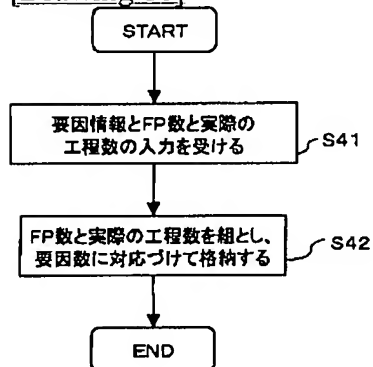 START
要因情報とFP数と実際の
工程数の入力を受ける
S41
FP数と実際の工程数を組とし、
要因数に対応づけて格納する
S42
END